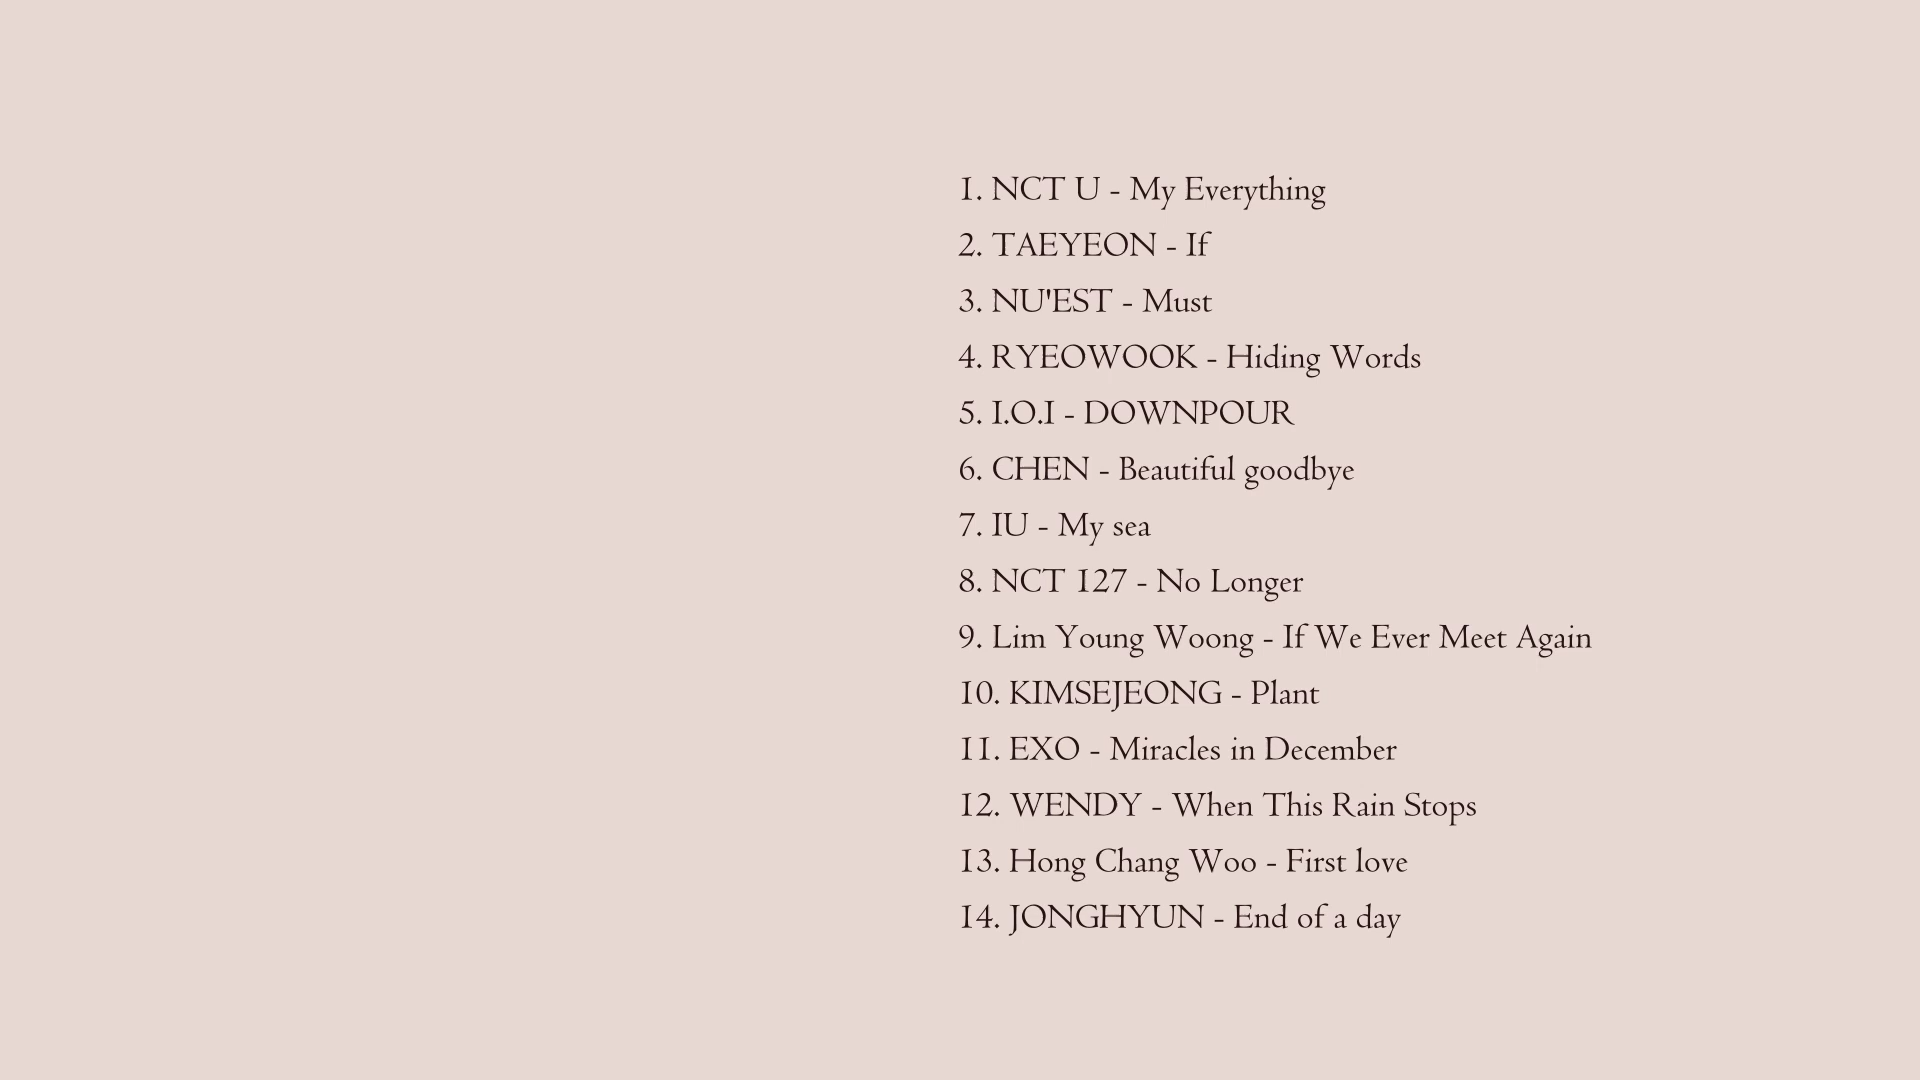 1. NCT U - My Everything
2. TAEYEON - If
3. NU'EST - Must
4. RYEOWOOK - Hiding Words
5. I.O.I - DOWNPOUR
6. CHEN - Beautiful goodbye
7. IU - My sea
8. NCT 127 - No Longer
9. Lim Young Woong - If We Ever Meet Again
10. KIMSEJEONG - Plant
11. EXO - Miracles in December
12. WENDY - When This Rain Stops
13. Hong Chang Woo - First love
14. JONGHYUN - End of a day